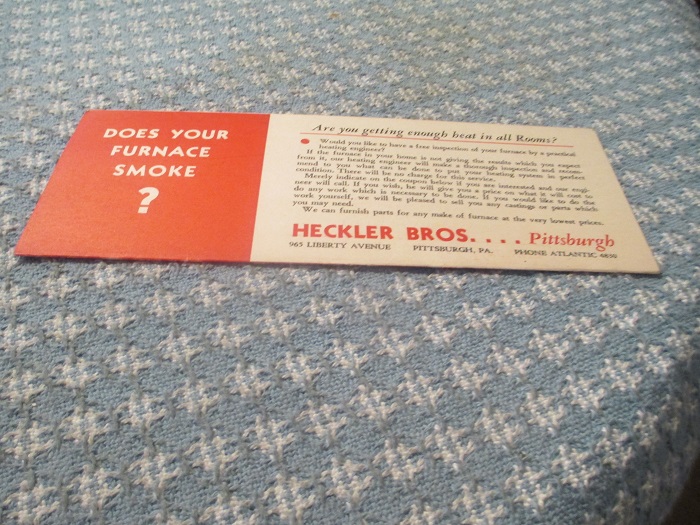 DOES YOUR
FURNACE
SMOKE
?
Are you getting enough heat in all Rooms?
Would you like to have a free inspection of your furnace by a practical
heating engineer?
If the furnace in your home is not giving the results which you expect
from it, our heating engineer will make a thorough inspection and recom-
mend to you what can be done to put your heating system in perfect
condition. There will be no charge for this service.
Merely indicate on the coupon below if you are interested and our engi-
neer will call. If you wish, he will give you a price on what it will cost to
do any work which is necessary to be done. If you would like to do the
work yourself, we will be pleased to sell you any castings or parts which
you may need.
We can furnish parts for any make of furnace at the very lowest prices.
HECKLER BROS. . . . Pittsburgh
965 LIBERTY AVENUE PITTSBURGH, PA. PHONE ATLANTIC